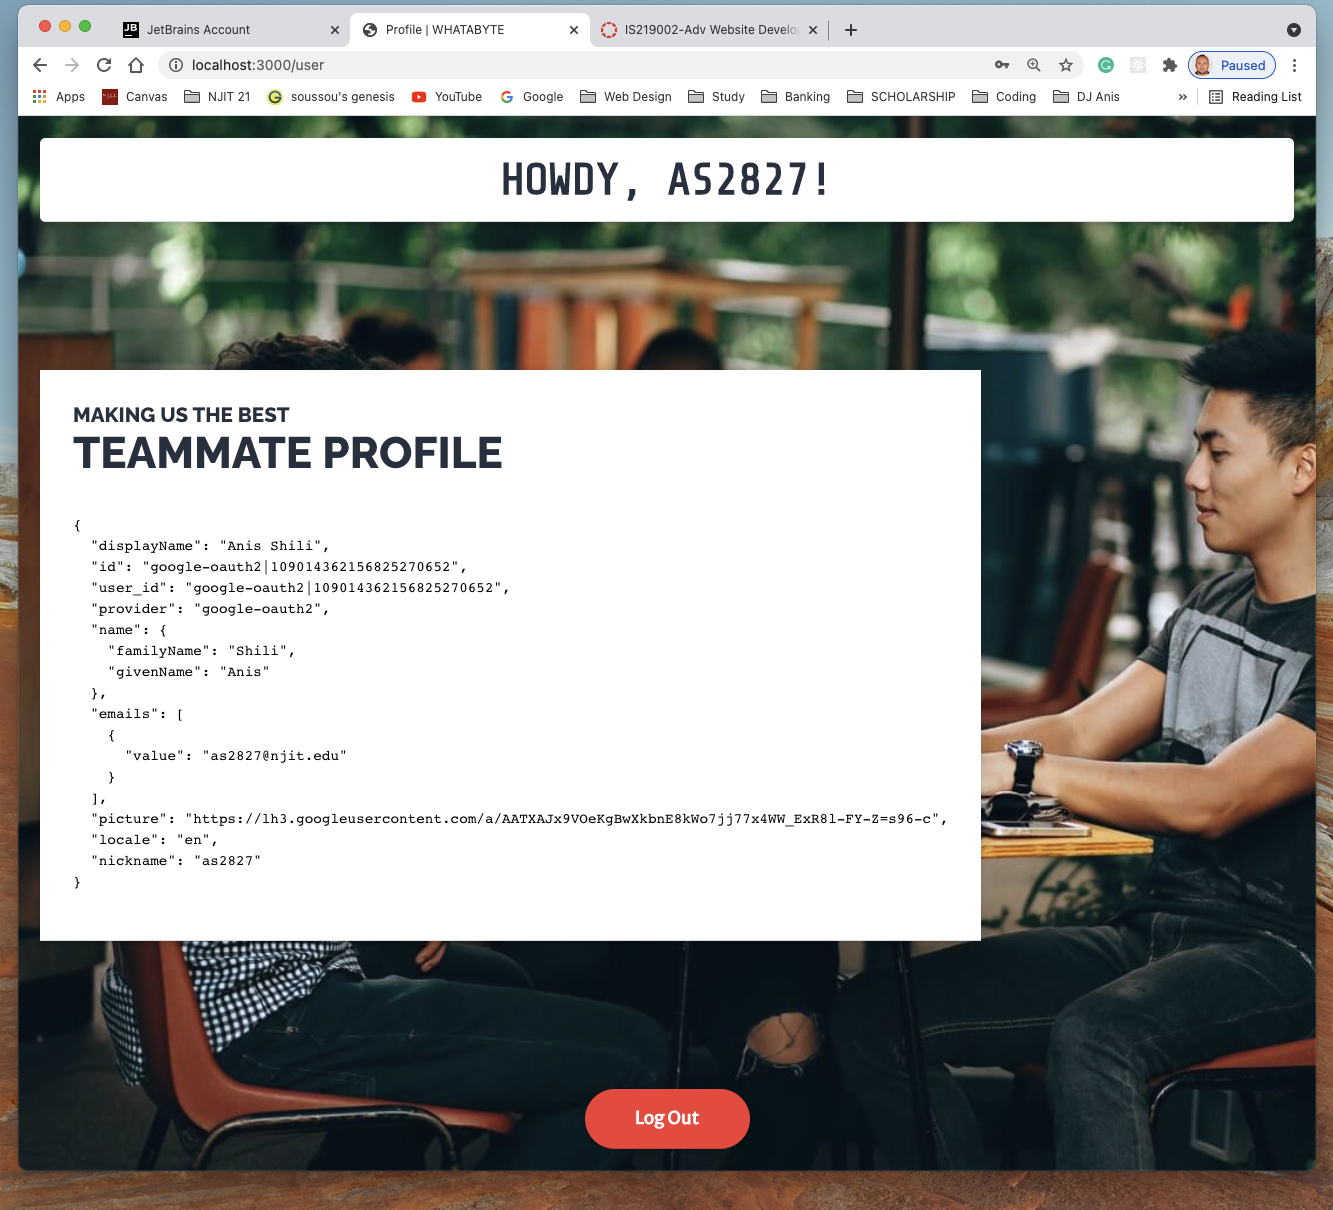 JetBrains Account
Profile | WHATABYTE
IS219002-Adv Website Develo
localhost:3000/user
Paused
Apps
Canvas
NJIT 21
soussou's genesis
YouTube
Google
Web Design
Study
Banking
SCHOLARSHIP
Coding
DJ Anis
»
Reading List
HOWDY, AS2827!
MAKING US THE BEST
TEAMMATE PROFILE
{
"displayName": "Anis Shili",
"id": "google-oauth2|109014362156825270652",
"user_id": "google-oauth2|109014362156825270652",
"provider": "google-oauth2",
"name": {
"familyName": "Shili",
"givenName": "Anis"
},
"emails": [
{
"value": "as2827@njit.edu"
}
],
"picture": "https://lh3.googleusercontent.com/a/AATXAJx9VOeKgBwXkbnE8kWo7jj77x4WW_ExR8l-FY-Z=s96-c",
"locale": "en",
"nickname": "as2827"
}
Log Out